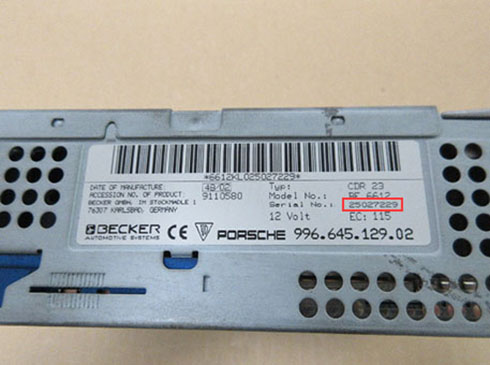 *6612KL025027229*
DATE OF MANUFACTURE: 48/02 Typ: CDR 23
ACCESSION NO. OF PRODUCT: 9110580 Model No.: BE 6612
BECKER GMBH, IM STOECKMADLE 1 Serial No.: 25027229
76307 KARLSBAD, GERMANY 12 Volt EC: 115
BECKER CE PORSCHE 996.645.129.02
AUTOMOTIVE SYSTEMS